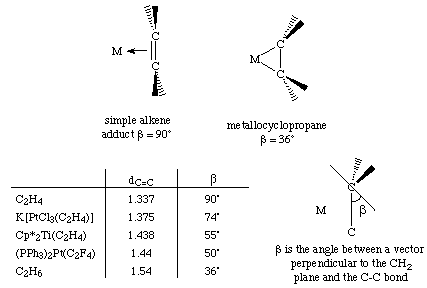 M
C
C
simple alkene
adduct β = 90°
M
C
C
metallocyclopropane
β = 36°
dC=C β
C2H4 1.337 90°
K[PtCl3(C2H4)] 1.375 74°
Cp*2Ti(C2H4) 1.438 55°
(PPh3)2Pt(C2F4) 1.44 50°
C2H6 1.54 36°
C
M β
C
β is the angle between a vector
perpendicular to the CH2
plane and the C-C bond